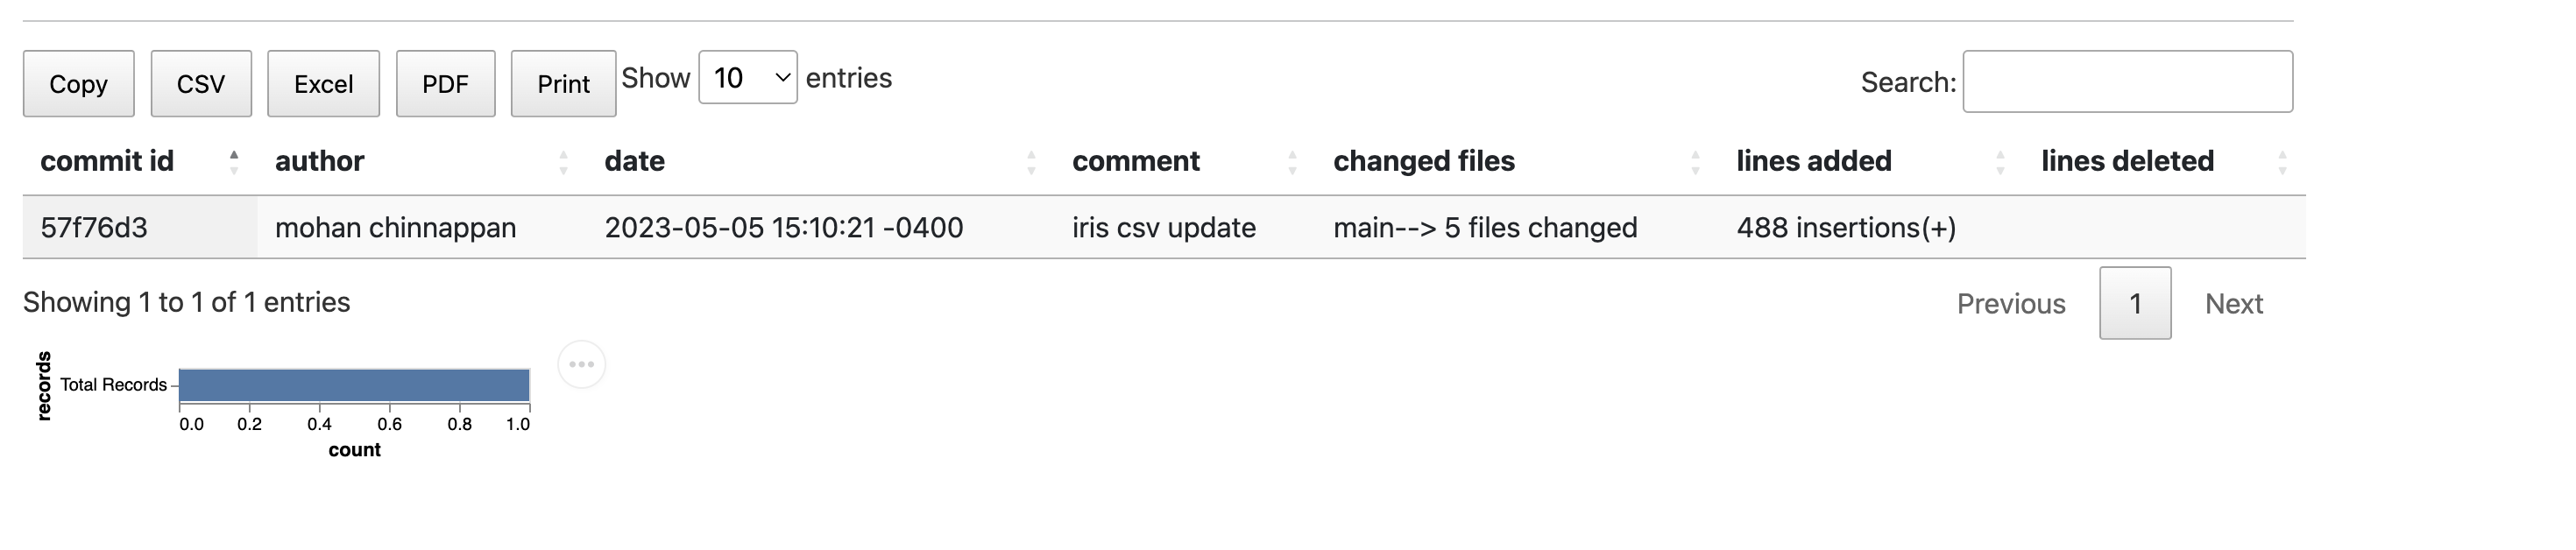 Copy CSV Excel PDF Print Show 10 entries Search:
commit id author date comment changed files lines added lines deleted
57f76d3 mohan chinnappan 2023-05-05 15:10:21 -0400 iris csv update main--> 5 files changed 488 insertions(+)
Showing 1 to 1 of 1 entries Previous 1 Next
records
Total Records
0.0 0.2 0.4 0.6 0.8 1.0
count